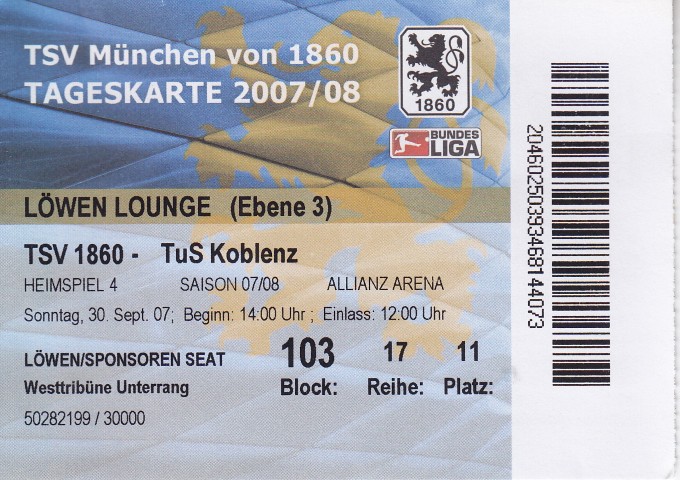 TSV München von 1860
TAGESKARTE 2007/08
1860
BUNDES
LIGA
LÖWEN LOUNGE (Ebene 3)
TSV 1860 - TuS Koblenz
HEIMSPIEL 4 SAISON 07/08 ALLIANZ ARENA
Sonntag, 30. Sept. 07; Beginn: 14:00 Uhr ; Einlass: 12:00 Uhr
LÖWEN/SPONSOREN SEAT 103 17 11
Westtribüne Unterrang Block: Reihe: Platz:
50282199 / 30000
20460250393468144073